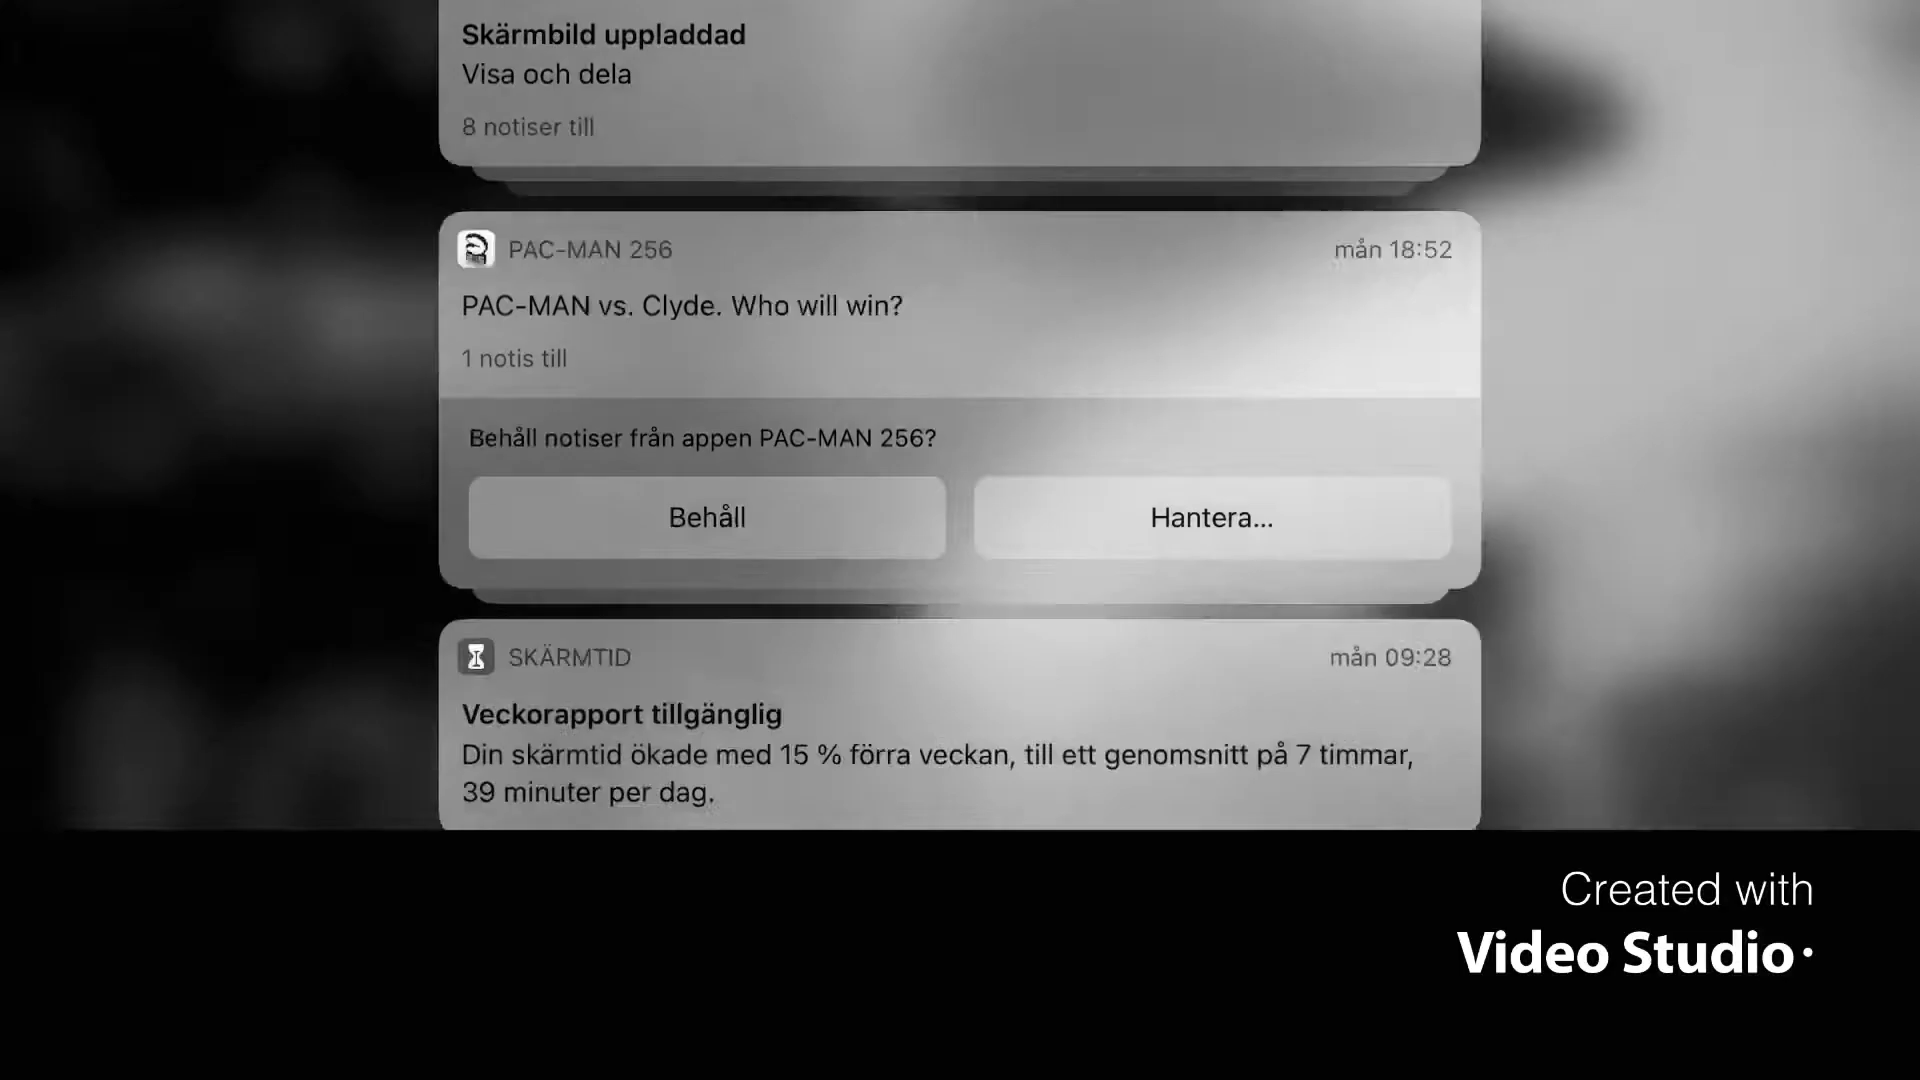 Skärmbild uppladdad
Visa och dela
8 notiser till
PAC-MAN 256
mån 18:52
PAC-MAN vs. Clyde. Who will win?
1 notis till
Behåll notiser från appen PAC-MAN 256?
Behåll
Hantera...
SKÄRMTID
mån 09:28
Veckorapport tillgänglig
Din skärmtid ökade med 15 % förra veckan, till ett genomsnitt på 7 timmar,
39 minuter per dag.
Created with
Video Studio·